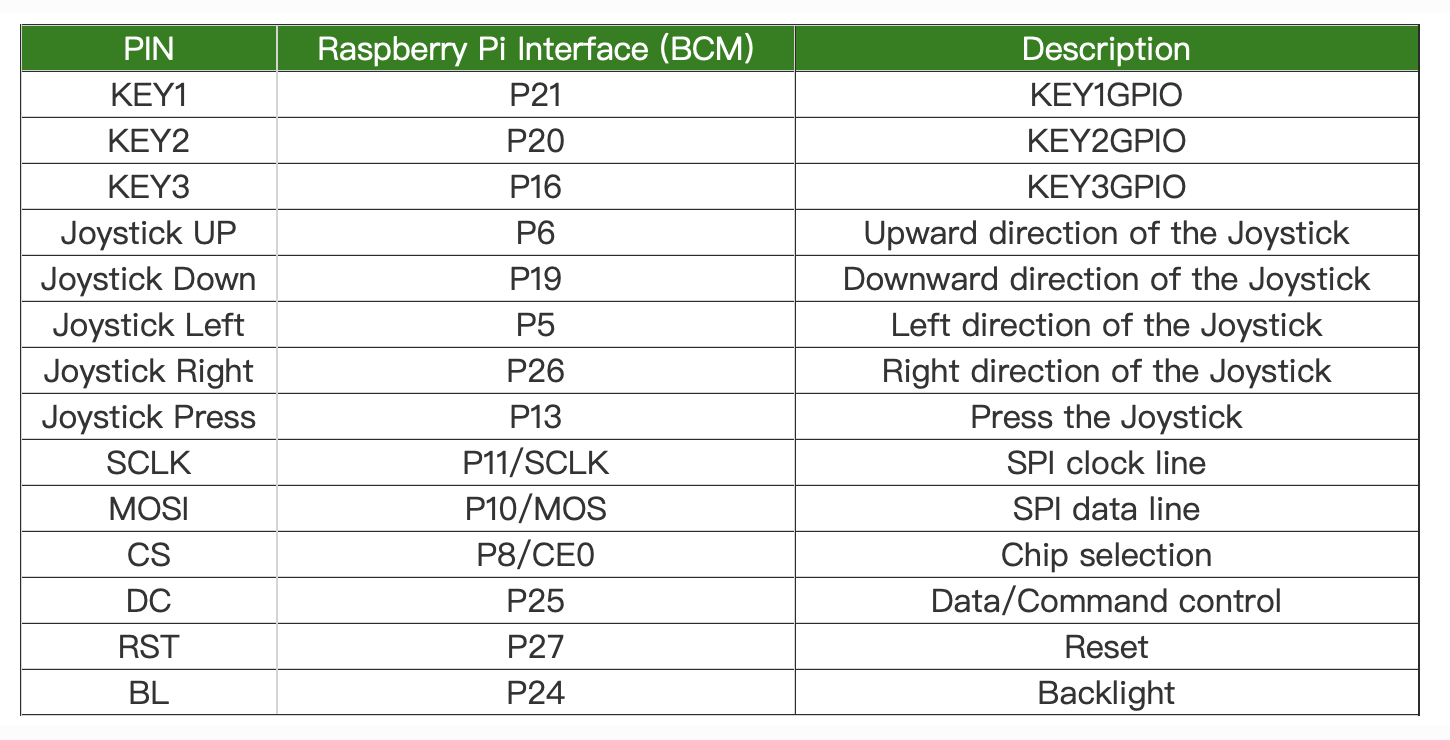 PIN Raspberry Pi Interface (BCM) Description
KEY1 P21 KEY1GPIO
KEY2 P20 KEY2GPIO
KEY3 P16 KEY3GPIO
Joystick UP P6 Upward direction of the Joystick
Joystick Down P19 Downward direction of the Joystick
Joystick Left P5 Left direction of the Joystick
Joystick Right P26 Right direction of the Joystick
Joystick Press P13 Press the Joystick
SCLK P11/SCLK SPI clock line
MOSI P10/MOS SPI data line
CS P8/CE0 Chip selection
DC P25 Data/Command control
RST P27 Reset
BL P24 Backlight